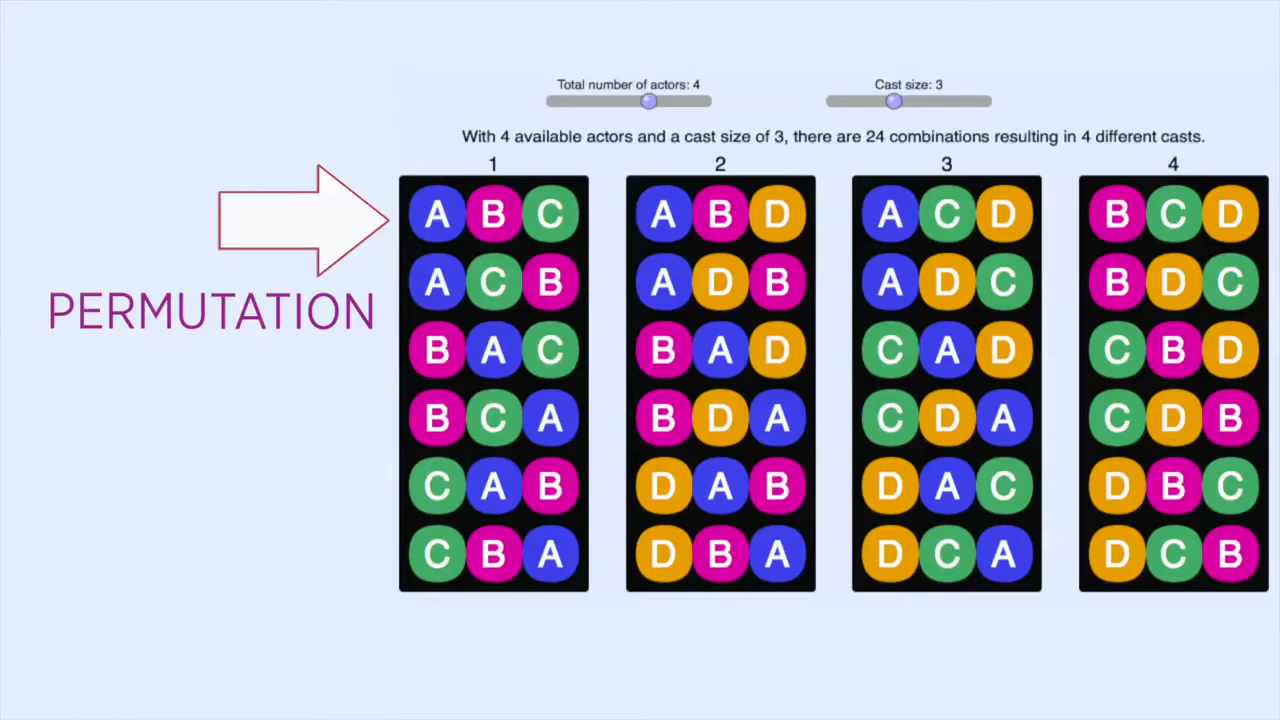 Total number of actors: 4 Cast size: 3
With 4 available actors and a cast size of 3, there are 24 combinations resulting in 4 different casts.
1 2 3 4
A B C A B D A C D B C D
A C B A D B A D C B D C
PERMUTATION
B A C B A D C A D C B D
B C A B D A C D A C D B
C A B D A B D A C D B C
C B A D B A D C A D C B